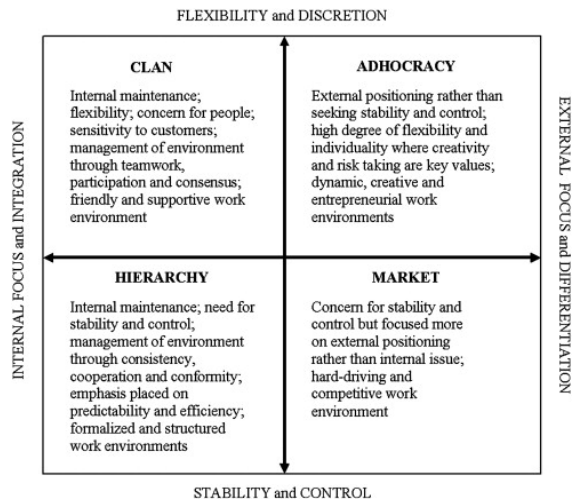 FLEXIBILITY and DISCRETION
INTERNAL FOCUS and INTEGRATION
CLAN
Internal maintenance;
flexibility; concern for people;
sensitivity to customers;
management of environment
through teamwork,
participation and consensus;
friendly and supportive work
environment
ADHOCRACY
External positioning rather than
seeking stability and control;
high degree of flexibility and
individuality where creativity
and risk taking are key values;
dynamic, creative and
entrepreneurial work
environments
EXTERNAL FOCUS and DIFFERENTIATION
HIERARCHY
Internal maintenance; need for
stability and control;
management of environment
through consistency,
cooperation and conformity;
emphasis placed on
predictability and efficiency;
formalized and structured
work environments
MARKET
Concern for stability and
control but focused more
on external positioning
rather than internal issue;
hard-driving and
competitive work
environment
STABILITY and CONTROL